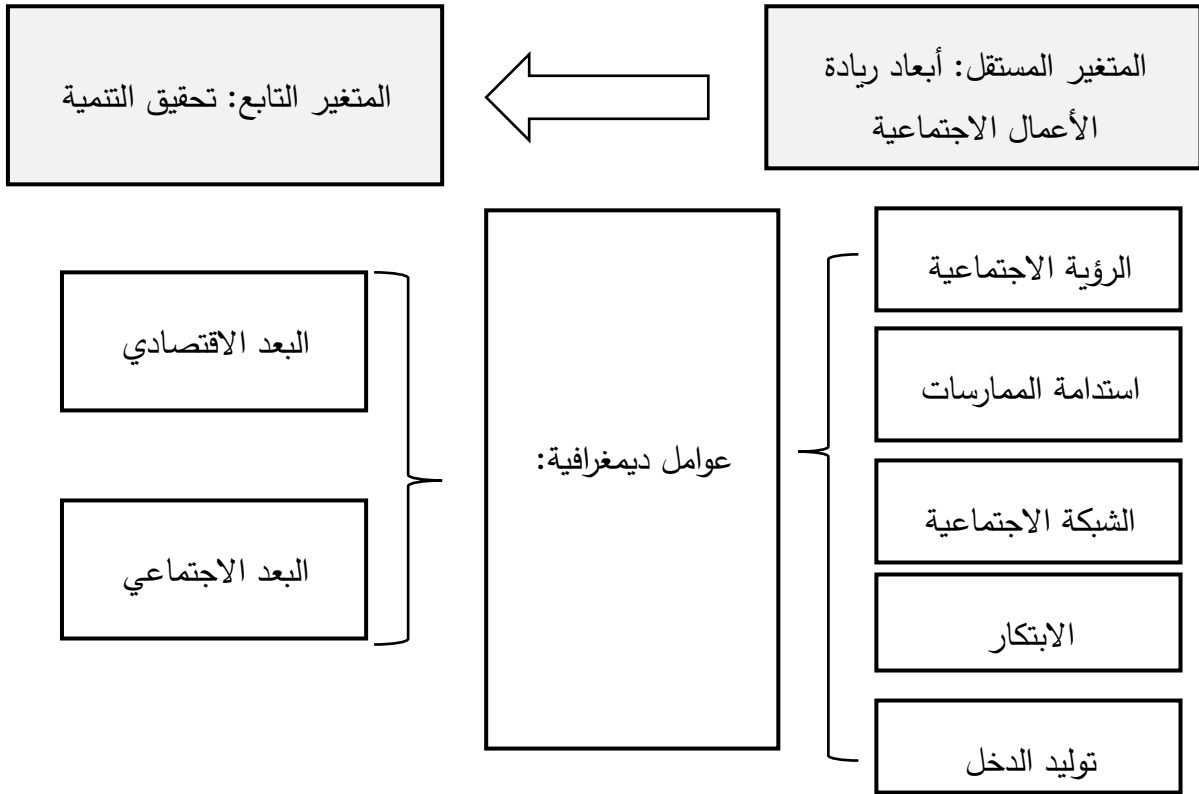 المتغير المستقل: أبعاد ريادة
الأعمال الاجتماعية
المتغير التابع: تحقيق التنمية
الرؤية الاجتماعية
استدامة الممارسات
الشبكة الاجتماعية
الابتكار
توليد الدخل
عوامل ديمغرافية:
البعد الاقتصادي
البعد الاجتماعي